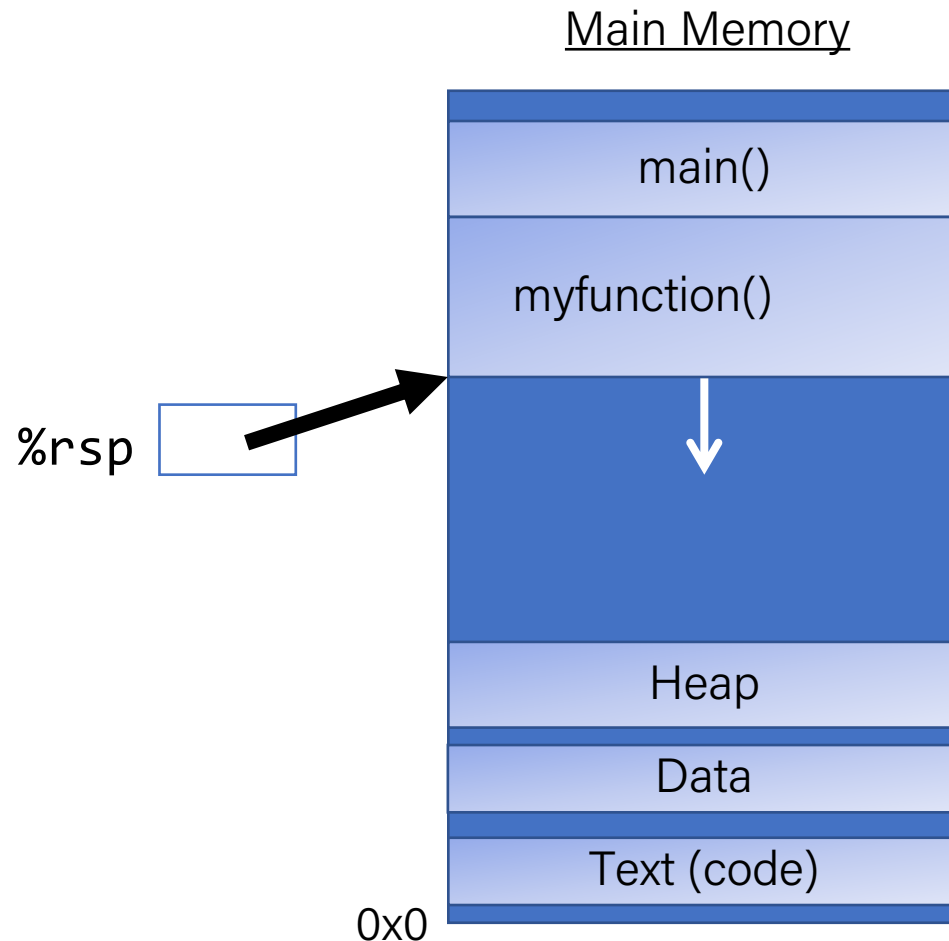 Main Memory
main()
myfunction()
%rsp
Heap
Data
Text (code)
0x0